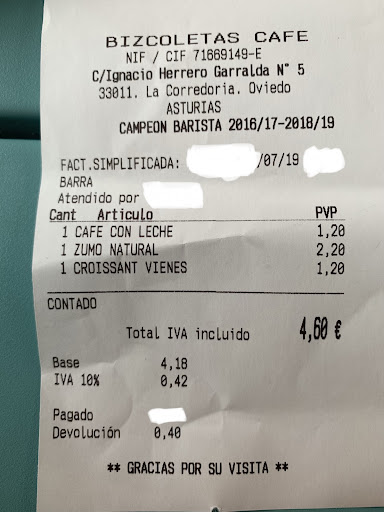 BIZCOLETAS CAFE
NIF / CIF 71669149-E
C/Ignacio Herrero Garralda N° 5
33011. La Corredoria. Oviedo
ASTURIAS
CAMPEON BARISTA 2016/17-2018/19
FACT.SIMPLIFICADA: /07/19
BARRA
Atendido por
Cant Articulo PVP
1 CAFE CON LECHE 1,20
1 ZUMO NATURAL 2,20
1 CROISSANT VIENES 1,20
CONTADO
Total IVA incluido 4,60 €
Base 4,18
IVA 10% 0,42
Pagado
Devolución 0,40
** GRACIAS POR SU VISITA **